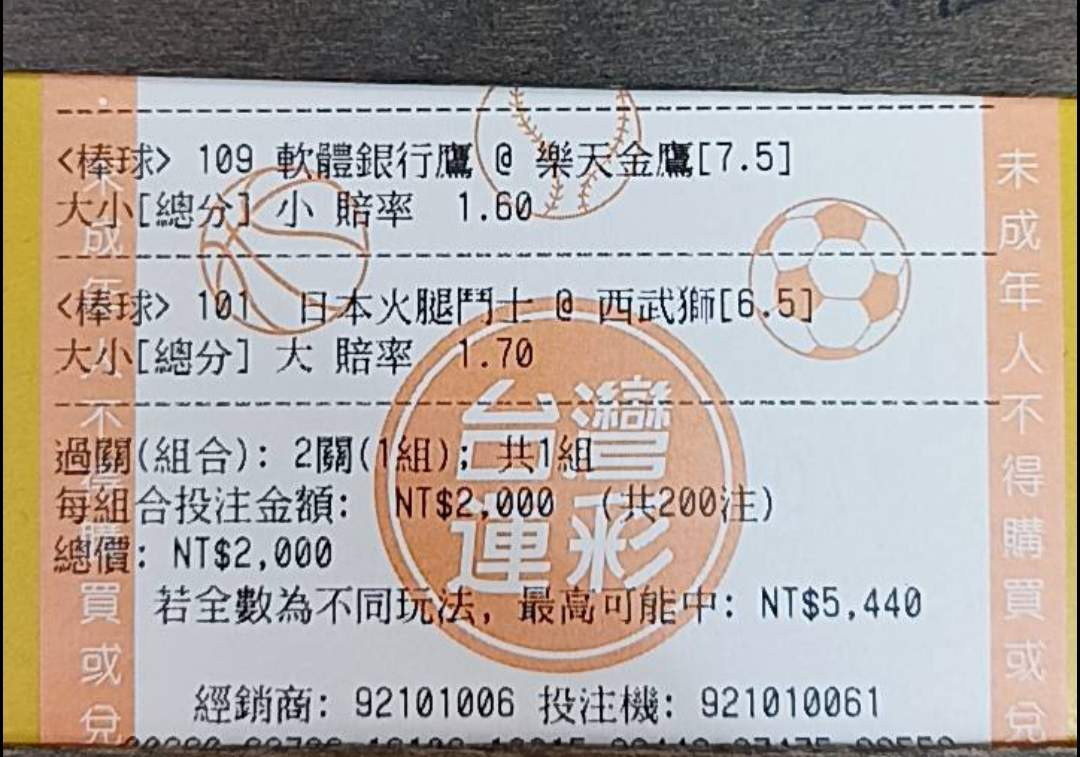 <棒球> 109 軟體銀行鷹 @ 樂天金鷹[7.5]
大小[總分] 小 賠率 1.60
<棒球> 101 日本火腿鬥士 @ 西武獅[6.5]
大小[總分] 大 賠率 1.70
過關(組合): 2關(1組); 共1組
每組合投注金額: NT$2,000 (共200注)
總價: NT$2,000
若全數為不同玩法, 最高可能中: NT$5,440
經銷商: 92101006 投注機: 921010061
台灣
運彩
未成年人不得購買或兌
未成年人不得購買或兌